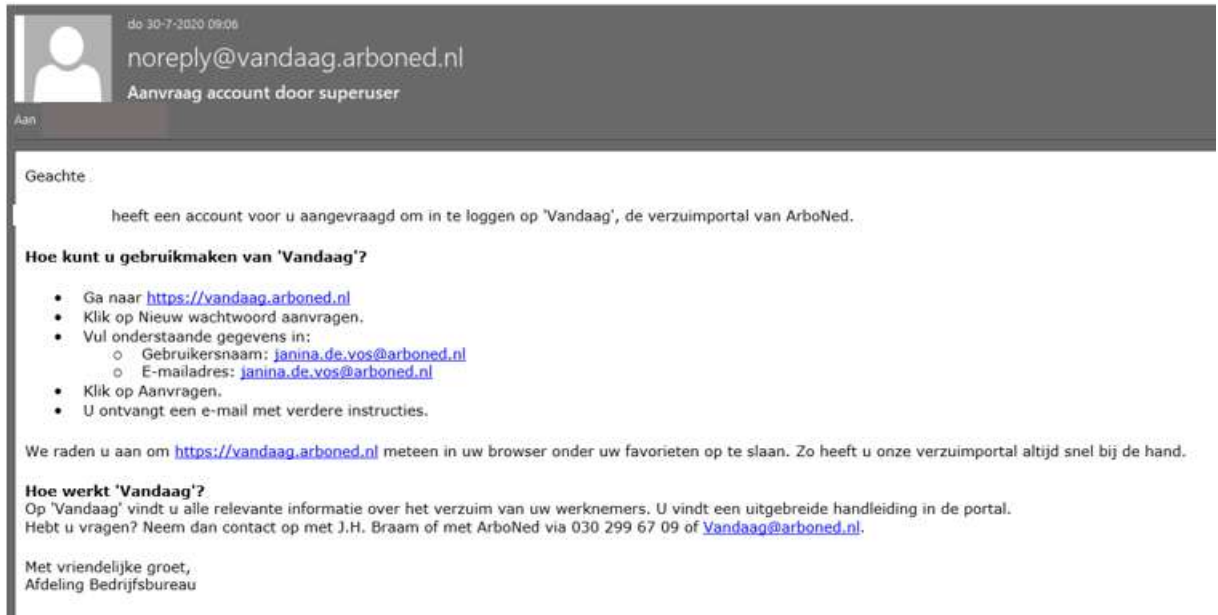 do 30-7-2020 09:06
noreply@vandaag.arboned.nl
Aanvraag account door superuser
Aan
Geachte
heeft een account voor u aangevraagd om in te loggen op 'Vandaag', de verzuimportal van ArboNed.
Hoe kunt u gebruikmaken van 'Vandaag'?
• Ga naar https://vandaag.arboned.nl
• Klik op Nieuw wachtwoord aanvragen.
• Vul onderstaande gegevens in:
o Gebruikersnaam: janina.de.vos@arboned.nl
o E-mailadres: janina.de.vos@arboned.nl
• Klik op Aanvragen.
• U ontvangt een e-mail met verdere instructies.
We raden u aan om https://vandaag.arboned.nl meteen in uw browser onder uw favorieten op te slaan. Zo heeft u onze verzuimportal altijd snel bij de hand.
Hoe werkt 'Vandaag'?
Op 'Vandaag' vindt u alle relevante informatie over het verzuim van uw werknemers. U vindt een uitgebreide handleiding in de portal.
Hebt u vragen? Neem dan contact op met J.H. Braam of met ArboNed via 030 299 67 09 of Vandaag@arboned.nl.
Met vriendelijke groet,
Afdeling Bedrijfsbureau